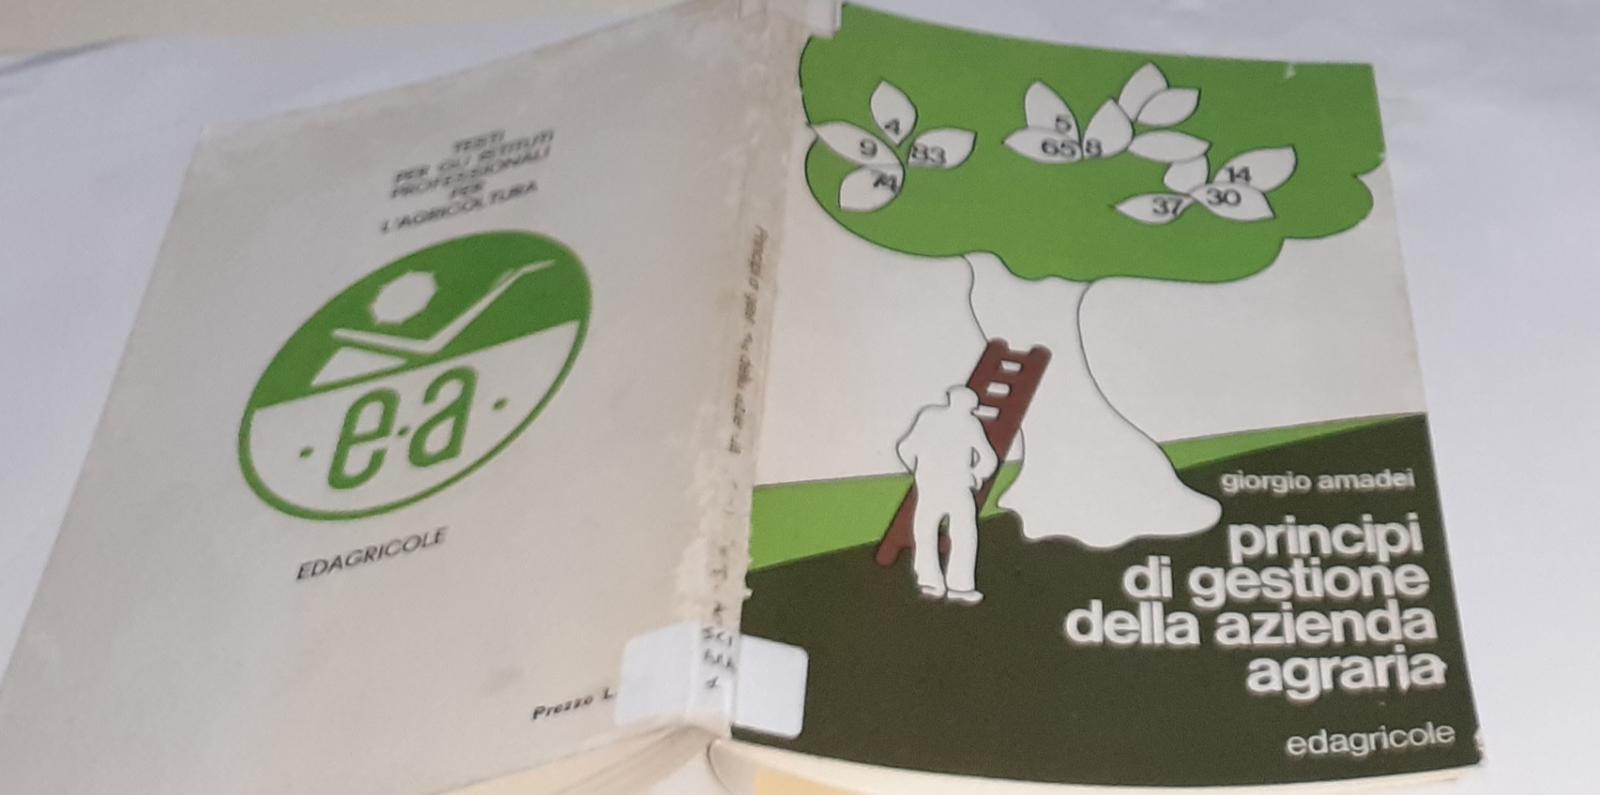 TESTI
PER GLI ISTITUTI
PROFESSIONALI
PER
L'AGRICOLTURA
e.a
EDAGRICOLE
Prezzo L.
4
9 83
74
5
65 8
14
37 30
giorgio amadei
principi
di gestione
della azienda
agraria
edagricole